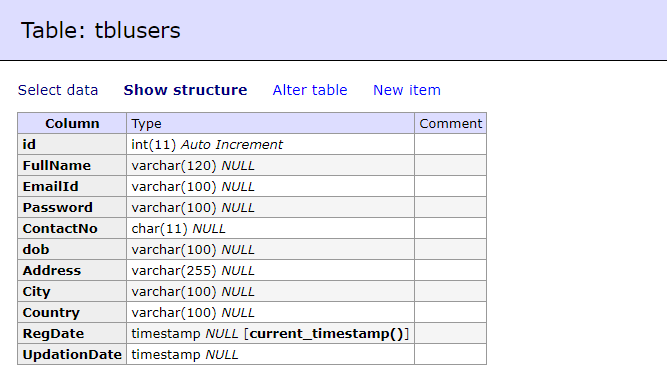 Table: tblusers
Select data Show structure Alter table New item
Column Type Comment
id int(11) Auto Increment
FullName varchar(120) NULL
EmailId varchar(100) NULL
Password varchar(100) NULL
ContactNo char(11) NULL
dob varchar(100) NULL
Address varchar(255) NULL
City varchar(100) NULL
Country varchar(100) NULL
RegDate timestamp NULL [current_timestamp()]
UpdationDate timestamp NULL